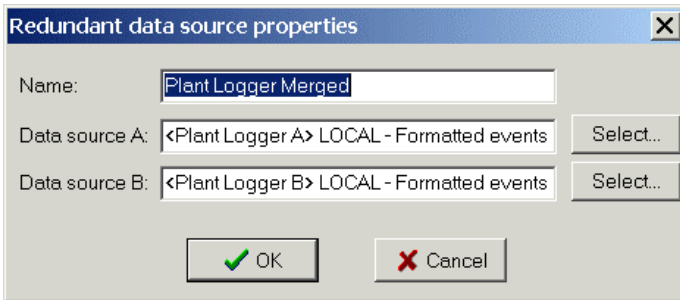 Redundant data source properties
Name: Plant Logger Merged
Data source A: <Plant Logger A> LOCAL - Formatted events Select...
Data source B: <Plant Logger B> LOCAL - Formatted events Select...
OK Cancel